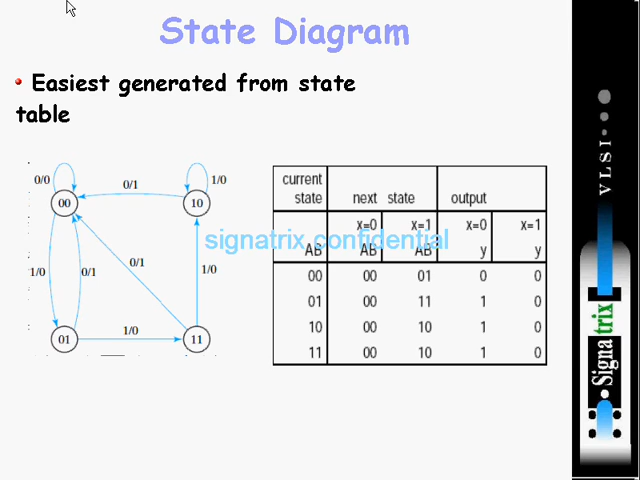 State Diagram
• Easiest generated from state
table
0/0
0/1
1/0
00
10
1/0
0/1
0/1
1/0
01
1/0
11
current
state
next state
output
x=0
x=1
x=0
x=1
AB
AB
AB
y
y
00 00 01 0 0
01 00 11 1 0
10 00 10 1 0
11 00 10 1 0
signatrix confidential
VLSI
Signatrix